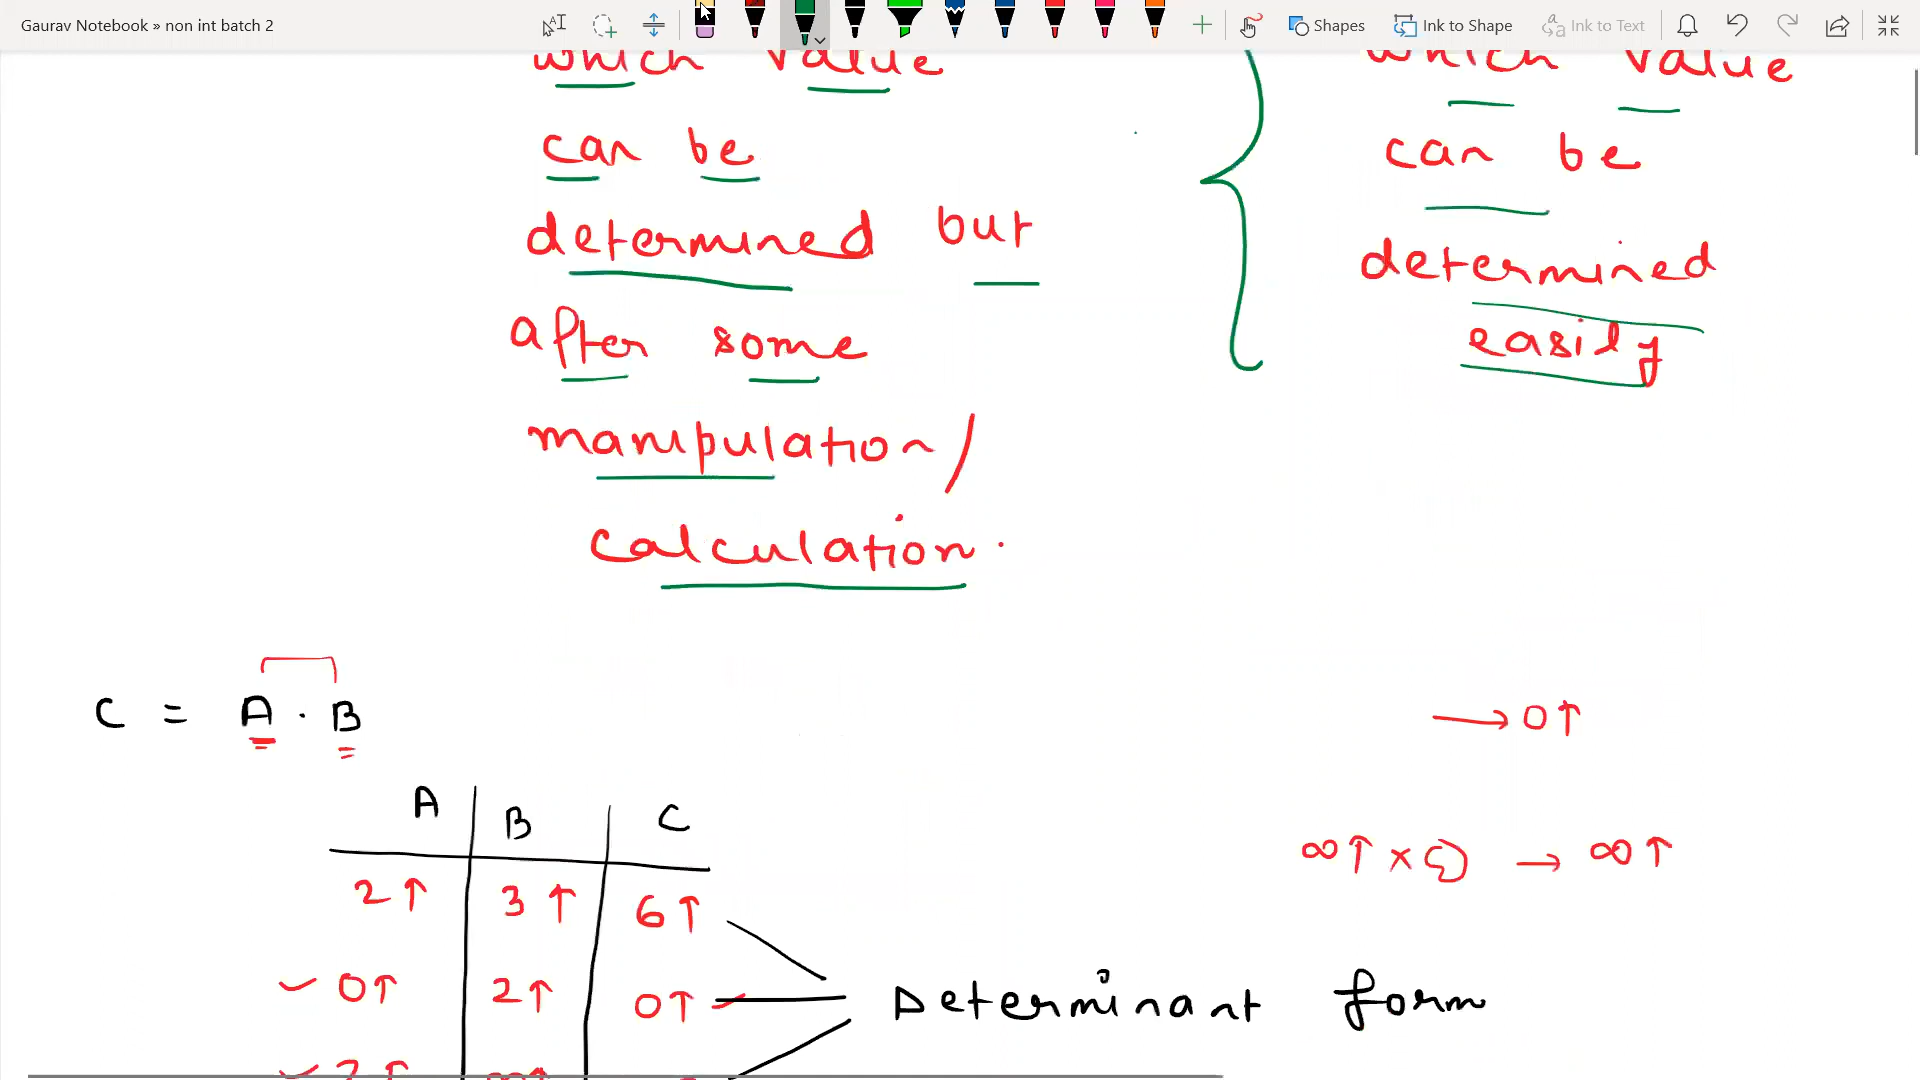 Gaurav Notebook » non int batch 2
Shapes
Ink to Shape
Ink to Text
which value
can be
determined but
after some
manipulation/
calculation.
which value
can be
determined
easily
C = A . B
→ 0↑
∞↑ × → ∞↑
A B C
2↑ 3↑ 6↑
0↑ 2↑ 0↑
Determinant form